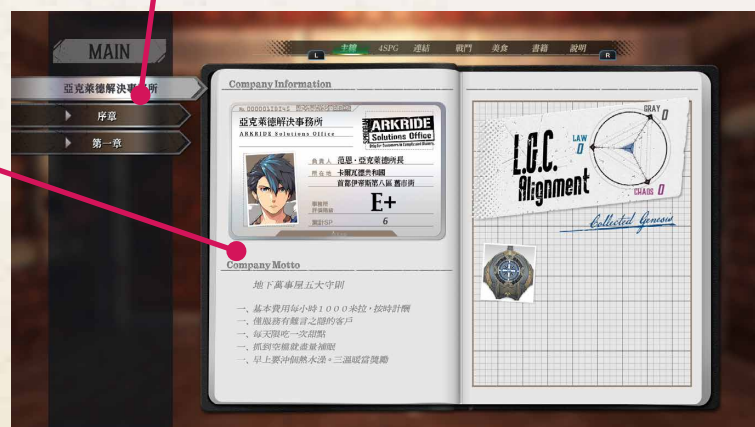 MAIN
L 主體 4SPG 連結 戰鬥 美食 書籍 說明 R
亞克萊德解決事務所
序章
第一章
Company Information
亞克萊德解決事務所
ARKRIDE Solutions Office
ARKRIDE
Solutions Office
負責人 范恩·亞克萊德所長
所在地 卡爾瓦德共和國
首都伊帝斯第八區 舊市街
E+
累計SP 6
Company Motto
地下萬事屋五大守則
一、基本費用每小時1000米拉,按時計酬
一、僅服務有難言之隱的客戶
一、每天限吃一次甜點
一、抓到空檔就盡量補眠
一、早上要沖個熱水澡。三溫暖當獎勵
L.G.C.
Alignment
LAW 0
GRAY 0
CHAOS 0
Collected Genesis